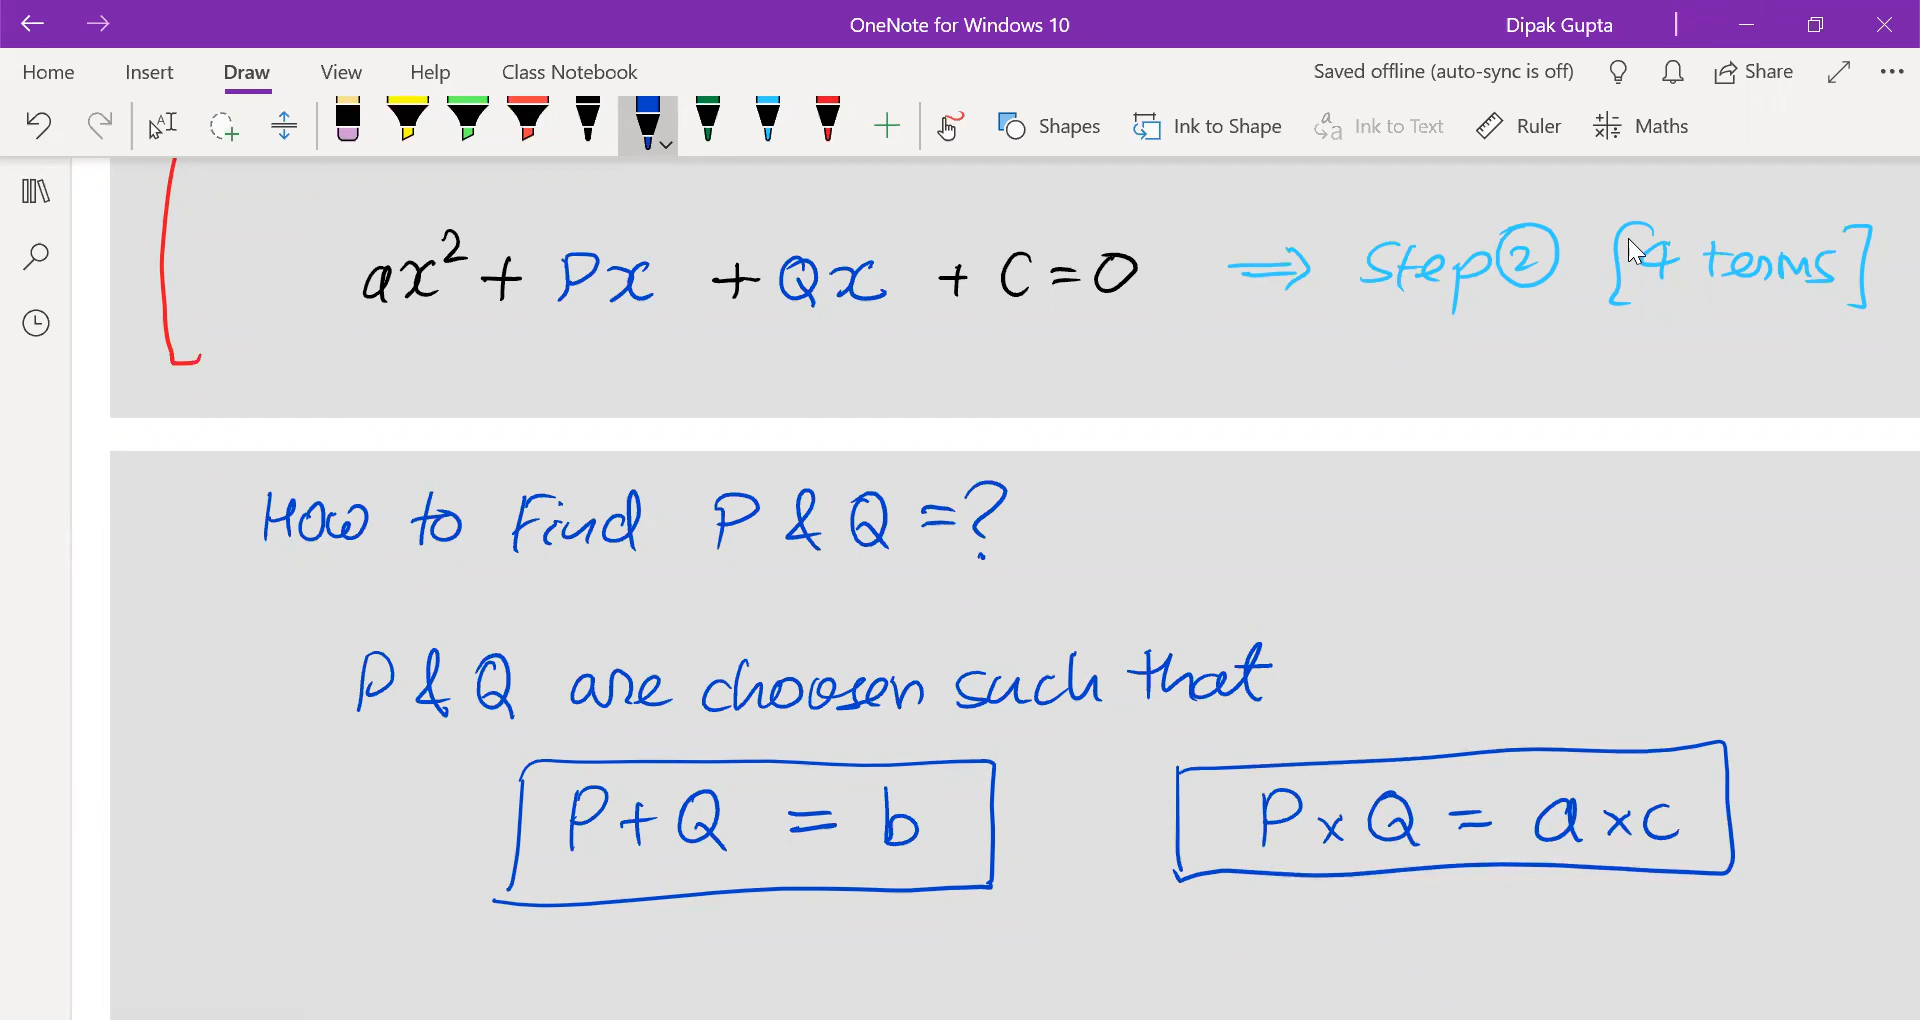 OneNote for Windows 10
Dipak Gupta
Home Insert Draw View Help Class Notebook
Saved offline (auto-sync is off) Share
Shapes Ink to Shape Ink to Text Ruler Maths
ax² + Px + Qx + C = 0 ⇒ Step ② [4 terms]
How to Find P & Q = ?
P & Q are choosen such that
P + Q = b P × Q = a × c